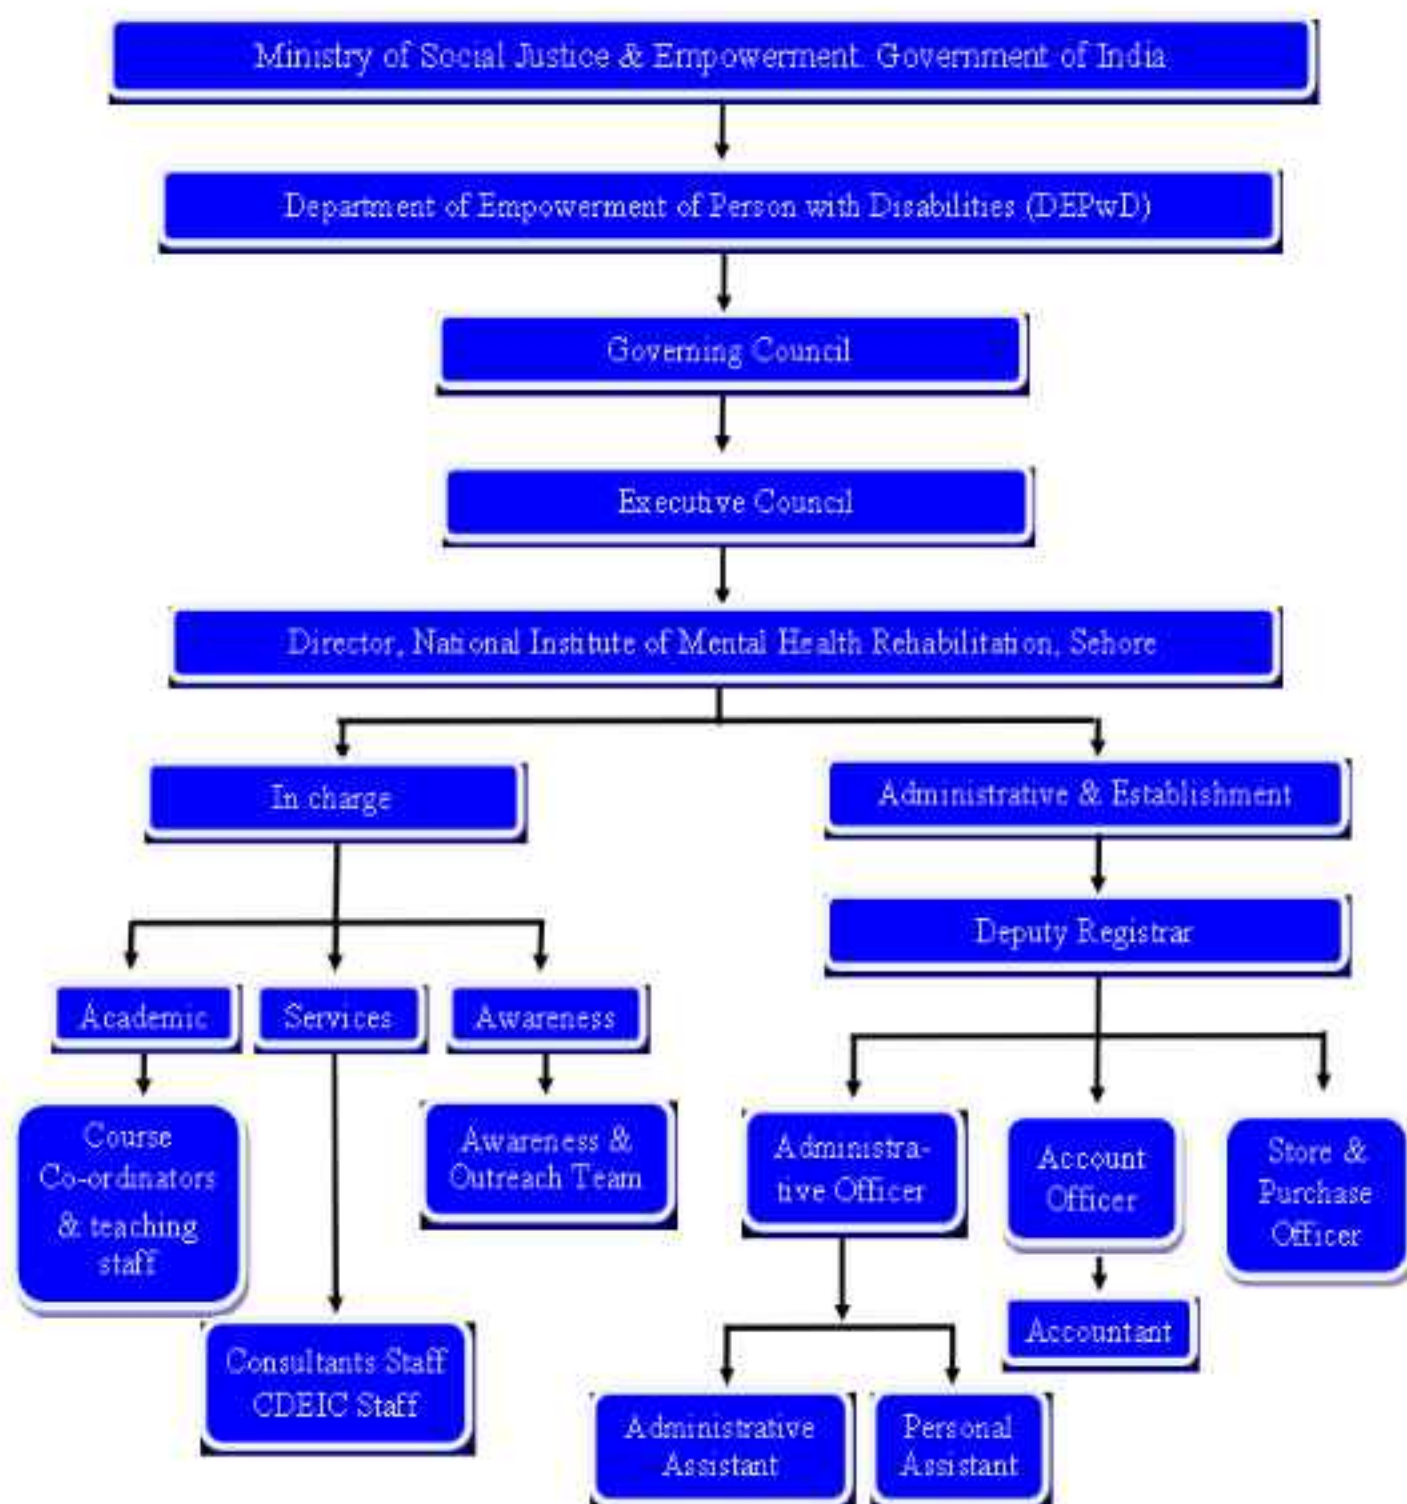 Ministry of Social Justice & Empowerment. Government of India
Department of Empowerment of Person with Disabilities (DEPwD)
Governing Council
Executive Council
Director, National Institute of Mental Health Rehabilitation, Sehore
In charge
Administrative & Establishment
Deputy Registrar
Academic
Services
Awareness
Course
Co-ordinators
& teaching
staff
Awareness &
Outreach Team
Administra-
tive Officer
Account
Officer
Store &
Purchase
Officer
Accountant
Consultants Staff
CDEIC Staff
Administrative
Assistant
Personal
Assistant